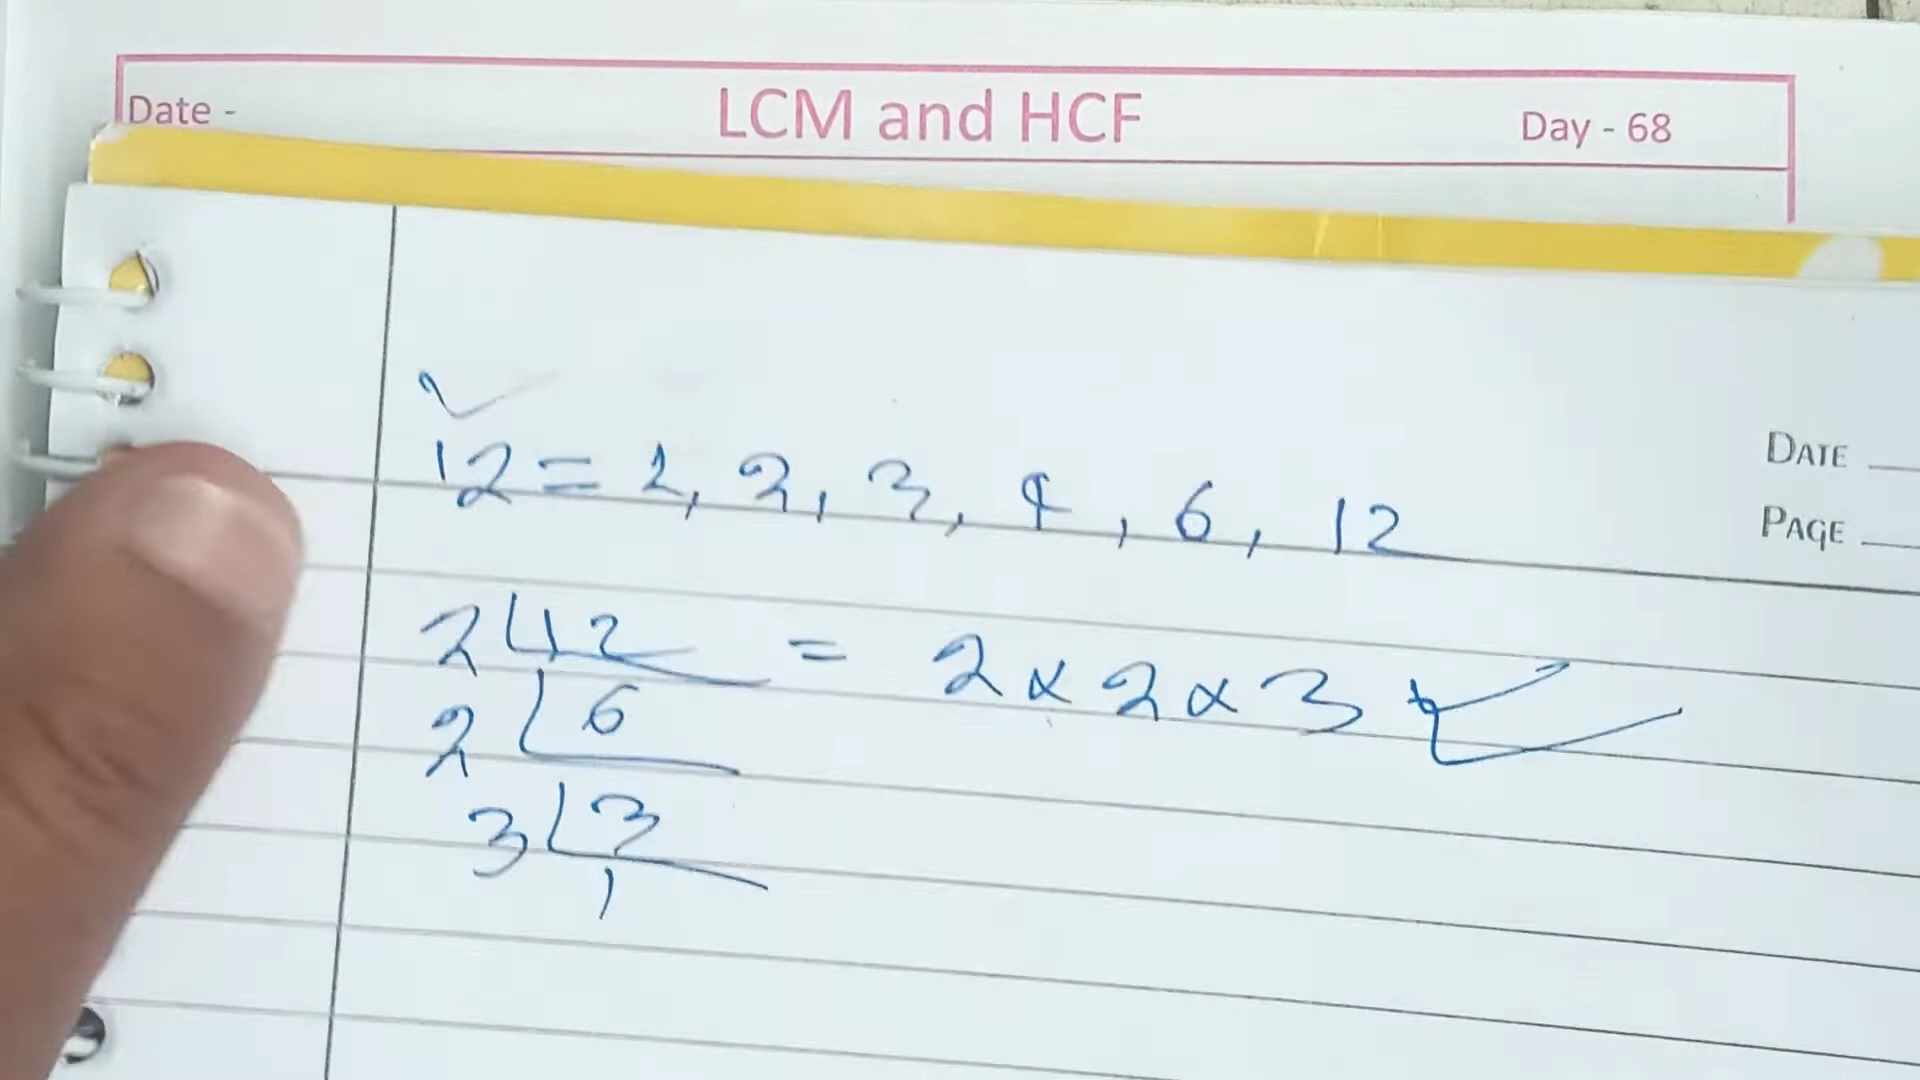 Date - LCM and HCF Day - 68
12 = 1, 2, 3, 4, 6, 12
DATE
PAGE
2 12 = 2 x 2 x 3
2 6
3 3
1